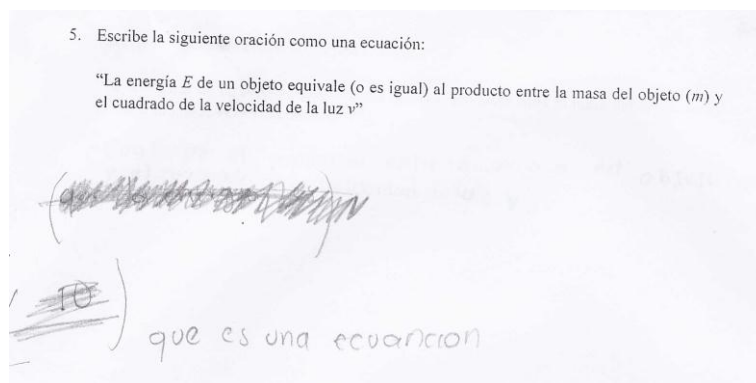 5. Escribe la siguiente oración como una ecuación:
“La energía E de un objeto equivale (o es igual) al producto entre la masa del objeto (m) y
el cuadrado de la velocidad de la luz v”
10
que es una ecuancion